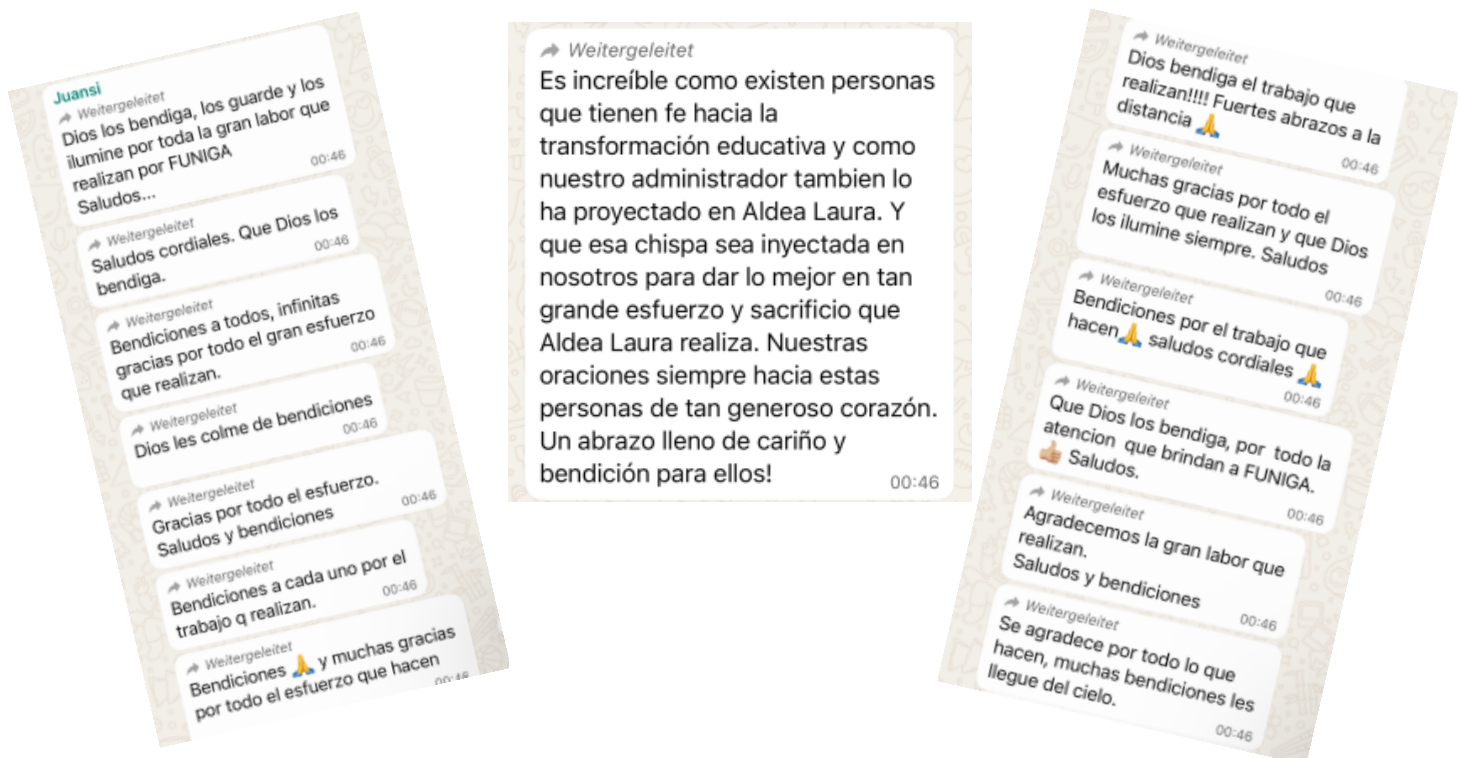 Juansi
Weitergeleitet
Dios los bendiga, los guarde y los
ilumine por toda la gran labor que
realizan por FUNIGA
Saludos...
00:46
Weitergeleitet
Saludos cordiales. Que Dios los
bendiga.
00:46
Weitergeleitet
Bendiciones a todos, infinitas
gracias por todo el gran esfuerzo
que realizan.
00:46
Weitergeleitet
Dios les colme de bendiciones
00:46
Weitergeleitet
Gracias por todo el esfuerzo.
Saludos y bendiciones
00:46
Weitergeleitet
Bendiciones a cada uno por el
trabajo q realizan.
00:46
Weitergeleitet
Bendiciones 🙏 y muchas gracias
por todo el esfuerzo que hacen
00:46
Weitergeleitet
Es increíble como existen personas
que tienen fe hacia la
transformación educativa y como
nuestro administrador tambien lo
ha proyectado en Aldea Laura. Y
que esa chispa sea inyectada en
nosotros para dar lo mejor en tan
grande esfuerzo y sacrificio que
Aldea Laura realiza. Nuestras
oraciones siempre hacia estas
personas de tan generoso corazón.
Un abrazo lleno de cariño y
bendición para ellos!
00:46
Weitergeleitet
Dios bendiga el trabajo que
realizan!!!! Fuertes abrazos a la
distancia 🙏
00:46
Weitergeleitet
Muchas gracias por todo el
esfuerzo que realizan y que Dios
los ilumine siempre. Saludos
00:46
Weitergeleitet
Bendiciones por el trabajo que
hacen🙏 saludos cordiales 🙏
00:46
Weitergeleitet
Que Dios los bendiga, por  todo la
atencion  que brindan a FUNIGA.
👍🏼 Saludos.
00:46
Weitergeleitet
Agradecemos la gran labor que
realizan.
Saludos y bendiciones
00:46
Weitergeleitet
Se agradece por todo lo que
hacen, muchas bendiciones les
llegue del cielo.
00:46